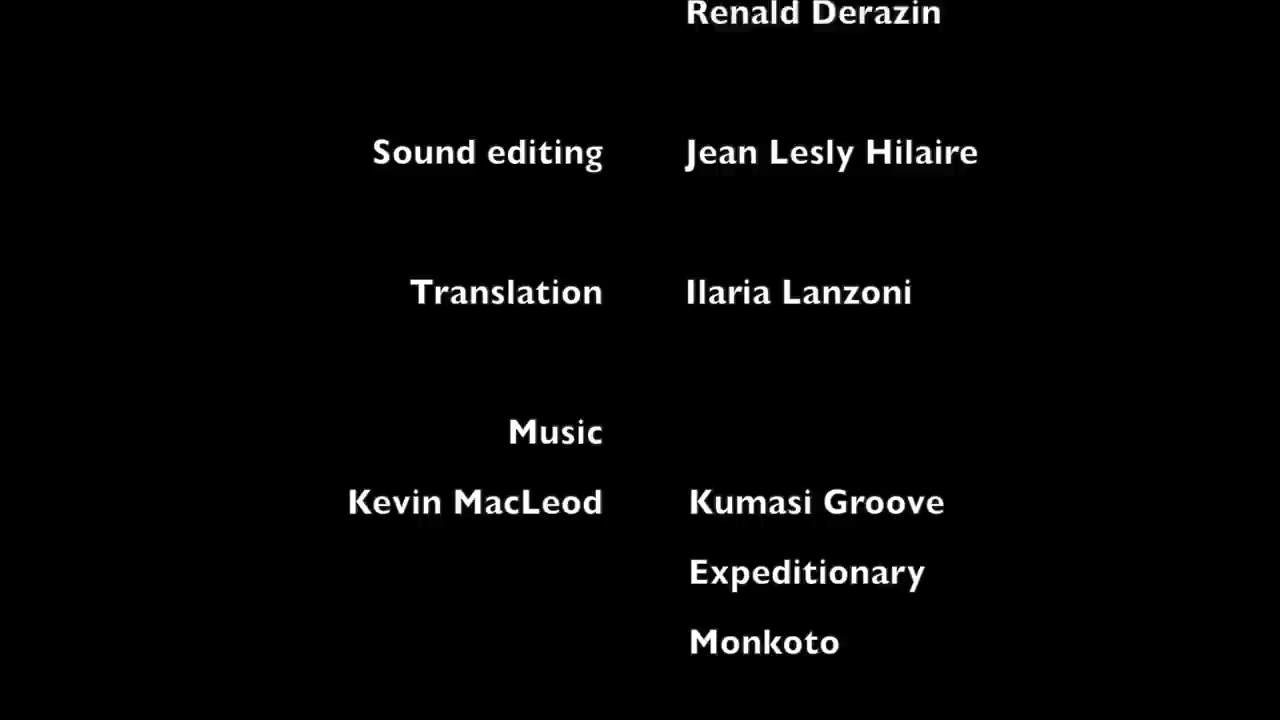 Renald Derazin
Sound editing Jean Lesly Hilaire
Translation Ilaria Lanzoni
Music
Kevin MacLeod Kumasi Groove
Expeditionary
Monkoto